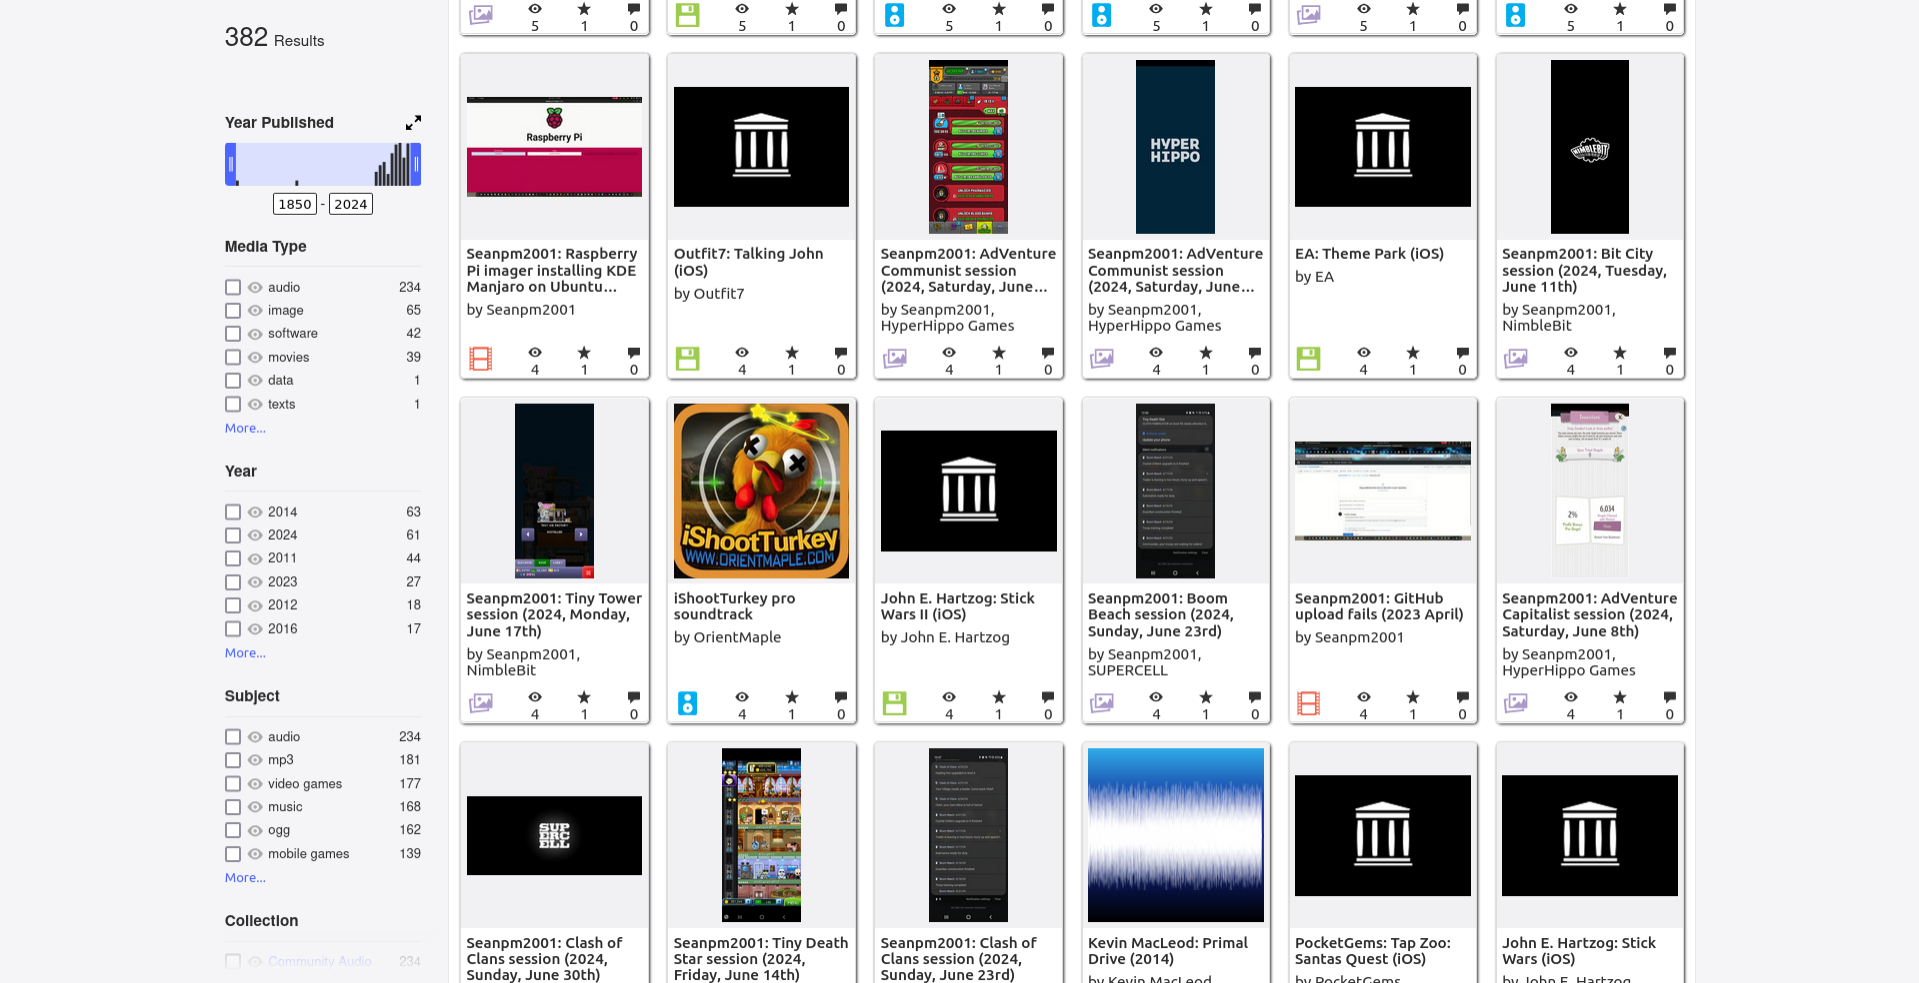 382 Results
Year Published
1850 - 2024
Media Type
audio 234
image 65
software 42
movies 39
data 1
texts 1
More...
Year
2014 63
2024 61
2011 44
2023 27
2012 18
2016 17
More...
Subject
audio 234
mp3 181
video games 177
music 168
ogg 162
mobile games 139
More...
Collection
Community Audio 234
5 1 0
5 1 0
5 1 0
5 1 0
5 1 0
5 1 0
Raspberry Pi
Seanpm2001: Raspberry
Pi imager installing KDE
Manjaro on Ubuntu...
by Seanpm2001
4 1 0
Outfit7: Talking John
(iOS)
by Outfit7
4 1 0
Seanpm2001: AdVenture
Communist session
(2024, Saturday, June...
by Seanpm2001,
HyperHippo Games
4 1 0
HYPER
HIPPO
Seanpm2001: AdVenture
Communist session
(2024, Saturday, June...
by Seanpm2001,
HyperHippo Games
4 1 0
EA: Theme Park (iOS)
by EA
4 1 0
NIMBLEBIT
Seanpm2001: Bit City
session (2024, Tuesday,
June 11th)
by Seanpm2001,
NimbleBit
4 1 0
Seanpm2001: Tiny Tower
session (2024, Monday,
June 17th)
by Seanpm2001,
NimbleBit
4 1 0
iShootTurkey
WWW.ORIENTMAPLE.COM
iShootTurkey pro
soundtrack
by OrientMaple
4 1 0
John E. Hartzog: Stick
Wars II (iOS)
by John E. Hartzog
4 1 0
Seanpm2001: Boom
Beach session (2024,
Sunday, June 23rd)
by Seanpm2001,
SUPERCELL
4 1 0
Seanpm2001: GitHub
upload fails (2023 April)
by Seanpm2001
4 1 0
2%
6,034
Seanpm2001: AdVenture
Capitalist session (2024,
Saturday, June 8th)
by Seanpm2001,
HyperHippo Games
4 1 0
SUP
ERC
ELL
Seanpm2001: Clash of
Clans session (2024,
Sunday, June 30th)
Seanpm2001: Tiny Death
Star session (2024,
Friday, June 14th)
Seanpm2001: Clash of
Clans session (2024,
Sunday, June 23rd)
Kevin MacLeod: Primal
Drive (2014)
by Kevin MacLeod
PocketGems: Tap Zoo:
Santas Quest (iOS)
by PocketGems
John E. Hartzog: Stick
Wars (iOS)
by John E. Hartzog